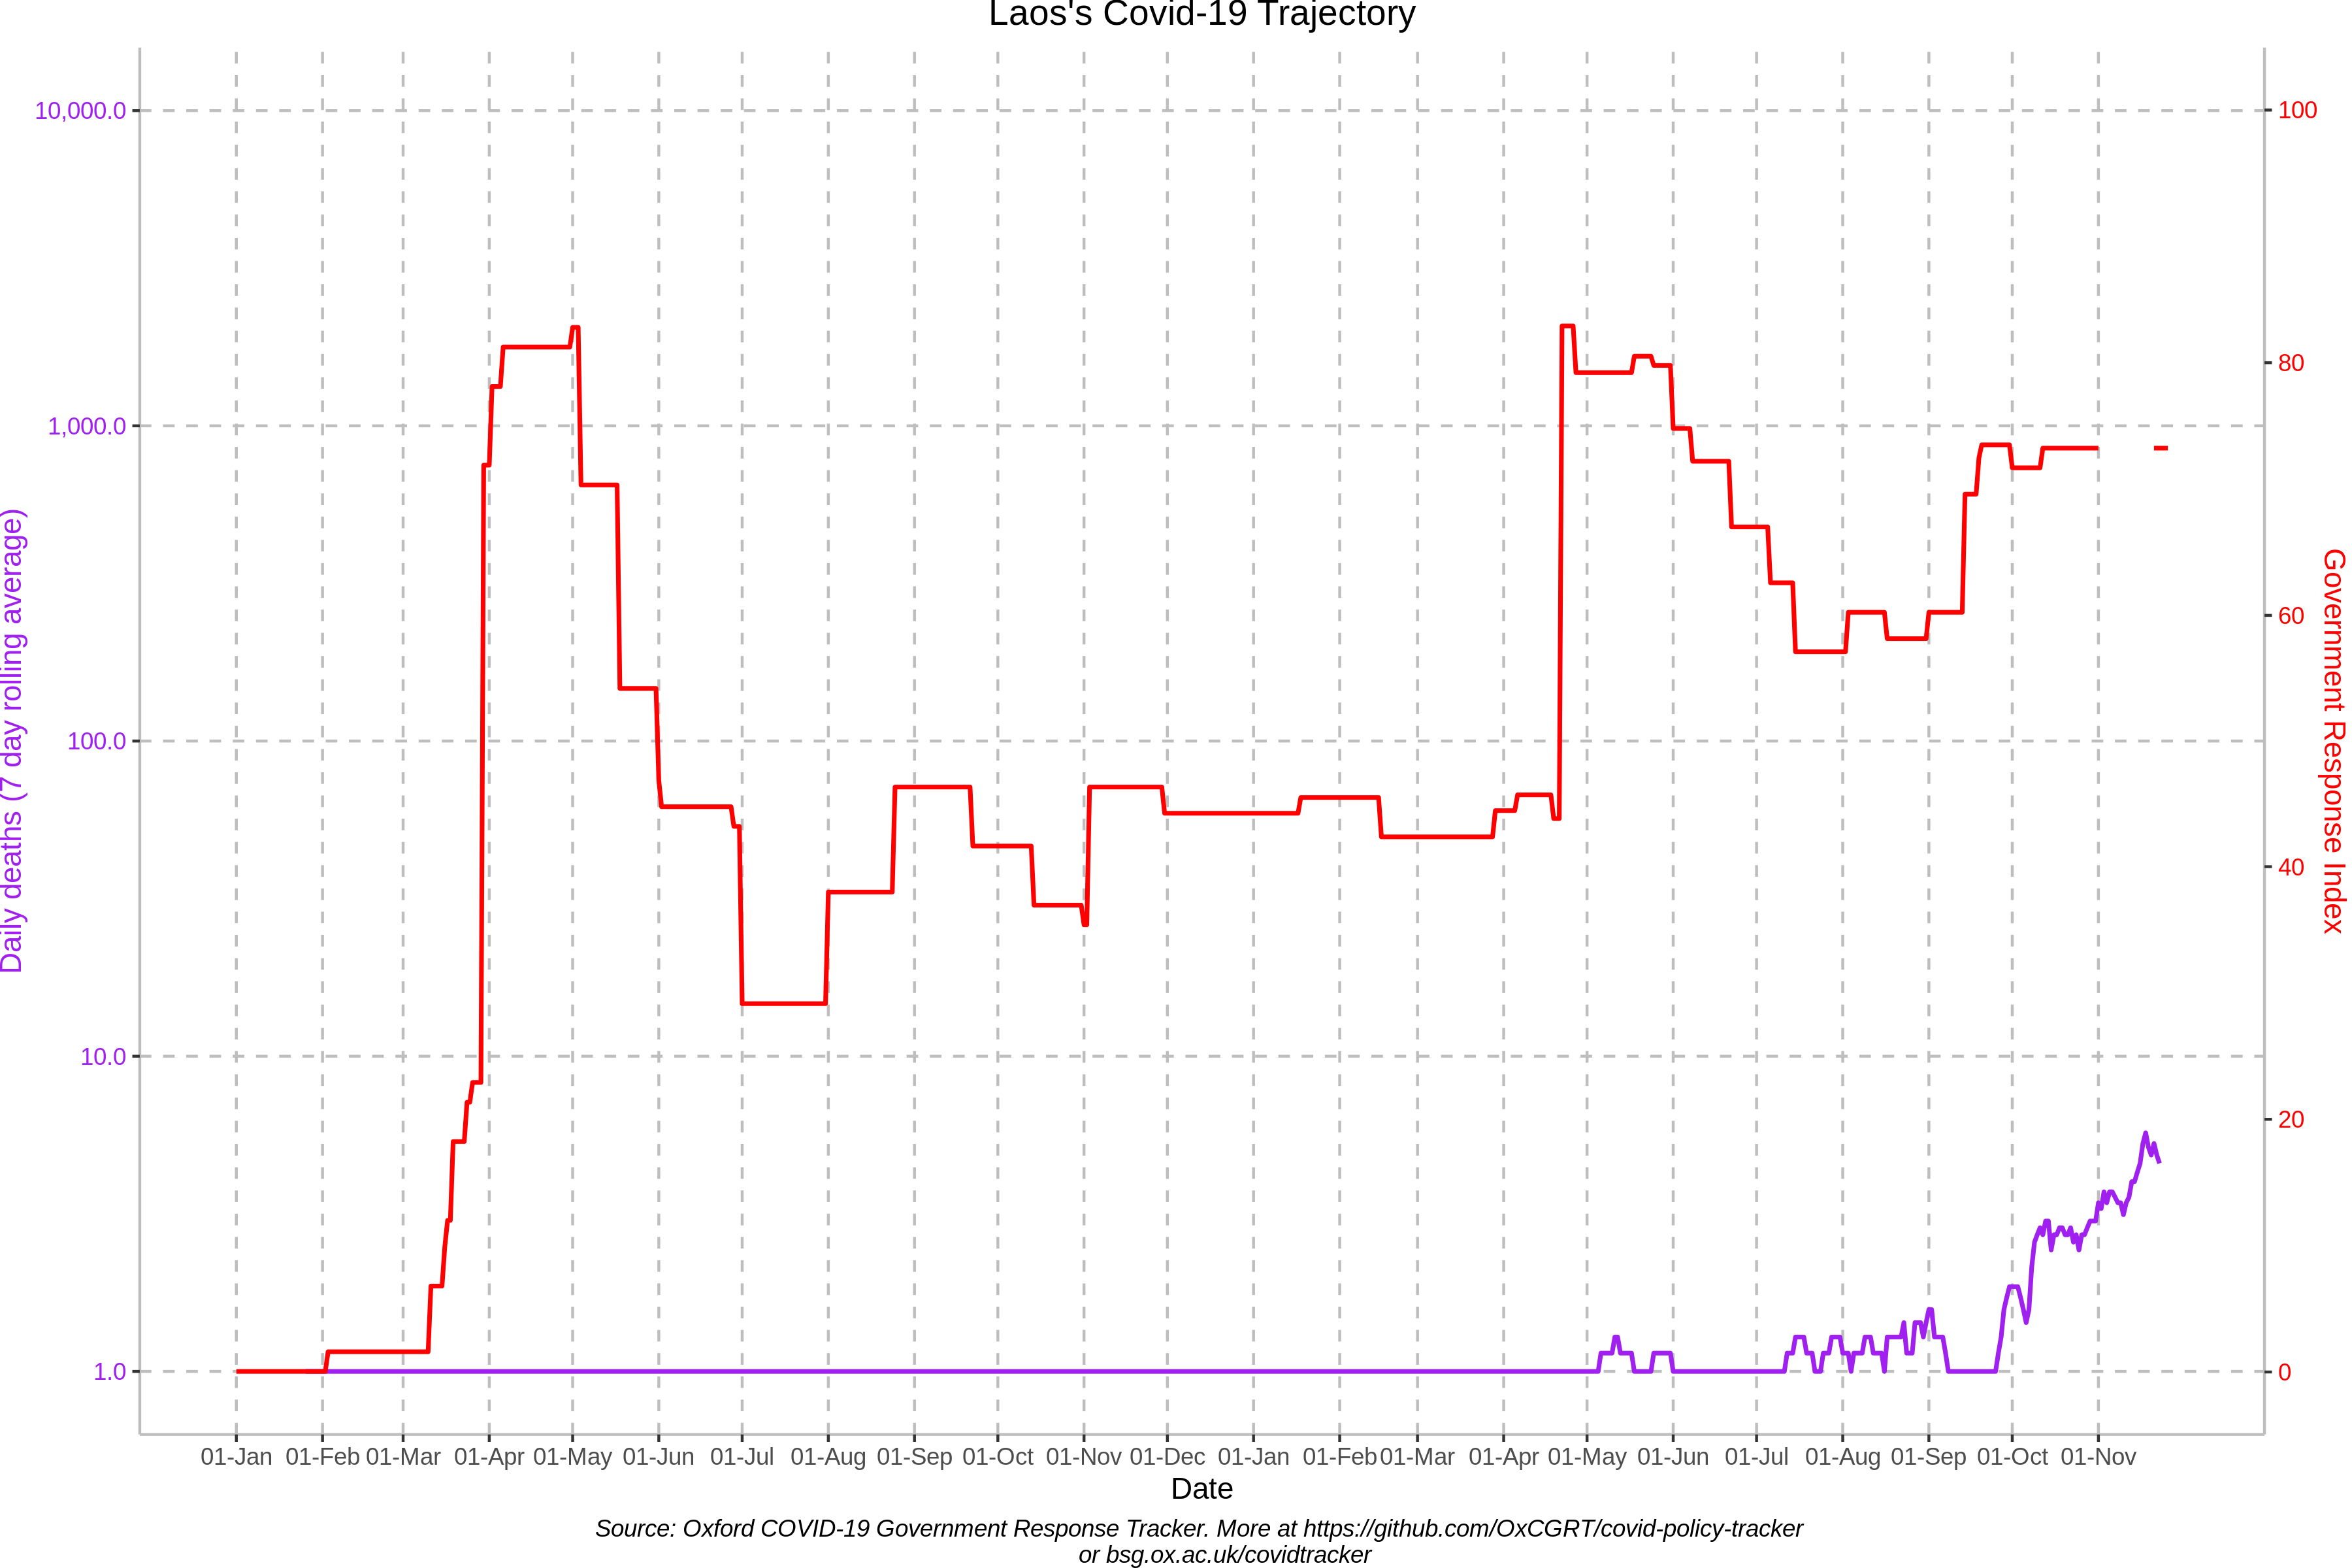 Laos's Covid-19 Trajectory
10,000.0
1,000.0
100.0
10.0
1.0
Daily deaths (7 day rolling average)
100
80
60
40
20
0
Government Response Index
01-Jan 01-Feb 01-Mar 01-Apr 01-May 01-Jun 01-Jul 01-Aug 01-Sep 01-Oct 01-Nov 01-Dec 01-Jan 01-Feb 01-Mar 01-Apr 01-May 01-Jun 01-Jul 01-Aug 01-Sep 01-Oct 01-Nov
Date
Source: Oxford COVID-19 Government Response Tracker. More at https://github.com/OxCGRT/covid-policy-tracker
or bsg.ox.ac.uk/covidtracker